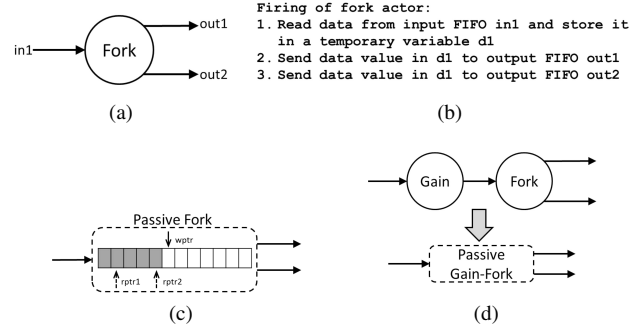 in1
Fork
out1
out2
(a)
Firing of fork actor:
1. Read data from input FIFO in1 and store it
in a temporary variable d1
2. Send data value in d1 to output FIFO out1
3. Send data value in d1 to output FIFO out2
(b)
Passive Fork
wptr
rptr1
rptr2
(c)
Gain
Fork
Passive
Gain-Fork
(d)